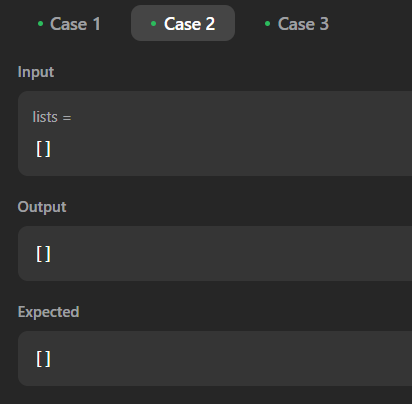 Case 1 Case 2 Case 3
Input
lists =
[]
Output
[]
Expected
[]